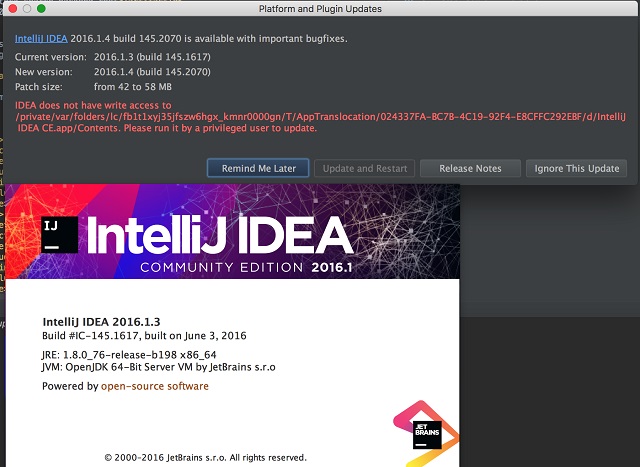 Platform and Plugin Updates
IntelliJ IDEA 2016.1.4 build 145.2070 is available with important bugfixes.
Current version: 2016.1.3 (build 145.1617)
New version: 2016.1.4 (build 145.2070)
Patch size: from 42 to 58 MB
IDEA does not have write access to
/private/var/folders/lc/fb1t1xyj35jfszw6hgx_kmnr0000gn/T/AppTranslocation/024337FA-BC7B-4C19-92F4-E8CFFC292EBF/d/IntelliJ
IDEA CE.app/Contents. Please run it by a privileged user to update.
Remind Me Later Update and Restart Release Notes Ignore This Update
IJ IntelliJ IDEA
COMMUNITY EDITION 2016.1
IntelliJ IDEA 2016.1.3
Build #IC-145.1617, built on June 3, 2016
JRE: 1.8.0_76-release-b198 x86_64
JVM: OpenJDK 64-Bit Server VM by JetBrains s.r.o
Powered by open-source software
JET
BRAINS
© 2000-2016 JetBrains s.r.o. All rights reserved.